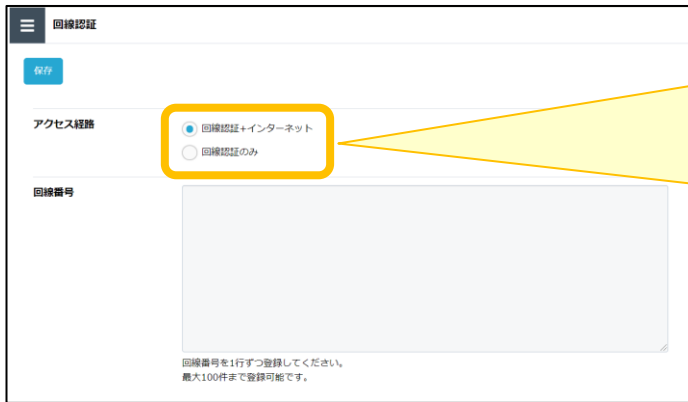 回線認証
保存
アクセス経路
回線認証+インターネット
回線認証のみ
回線番号
回線番号を1行ずつ登録してください。
最大100件まで登録可能です。